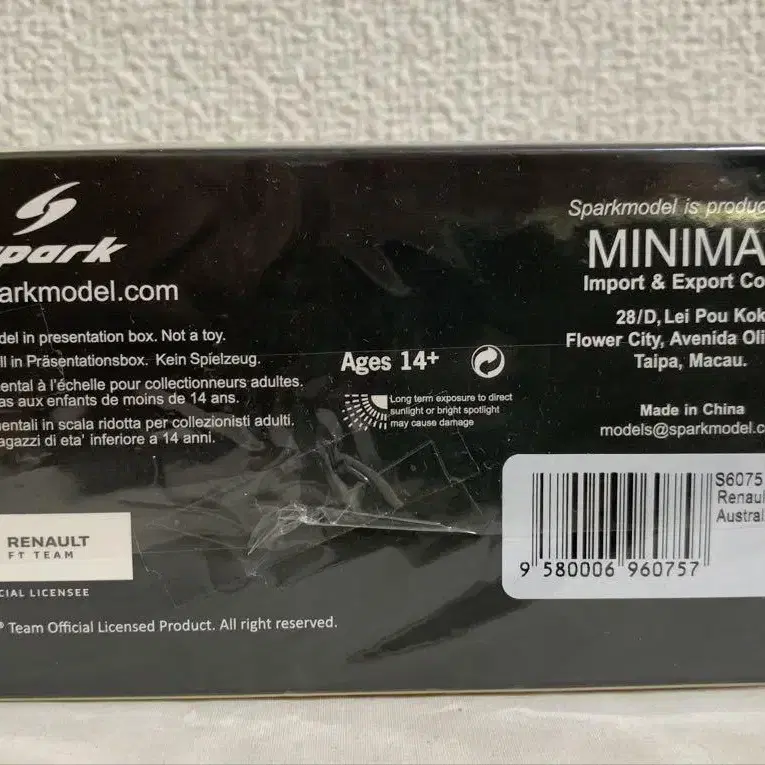 spark
arkmodel.com
del in presentation box. Not a toy.
ll in Präsentationsbox. Kein Spielzeug.
ental à l'échelle pour collectionneurs adultes.
as aux enfants de moins de 14 ans.
entali in scala ridotta per collezionisti adulti.
agazzi di eta' inferiore a 14 anni.
RENAULT
FT TEAM
CIAL LICENSEE
® Team Official Licensed Product. All right reserved.
Ages 14+
Long term exposure to direct
sunlight or bright spotlight
may cause damage
Sparkmodel is produc
MINIMA
Import & Export Co
28/D, Lei Pou Kok
Flower City, Avenida Oli
Taipa, Macau.
Made in China
models@sparkmodel.c
S6075
Renaul
Austral
9 580006 960757